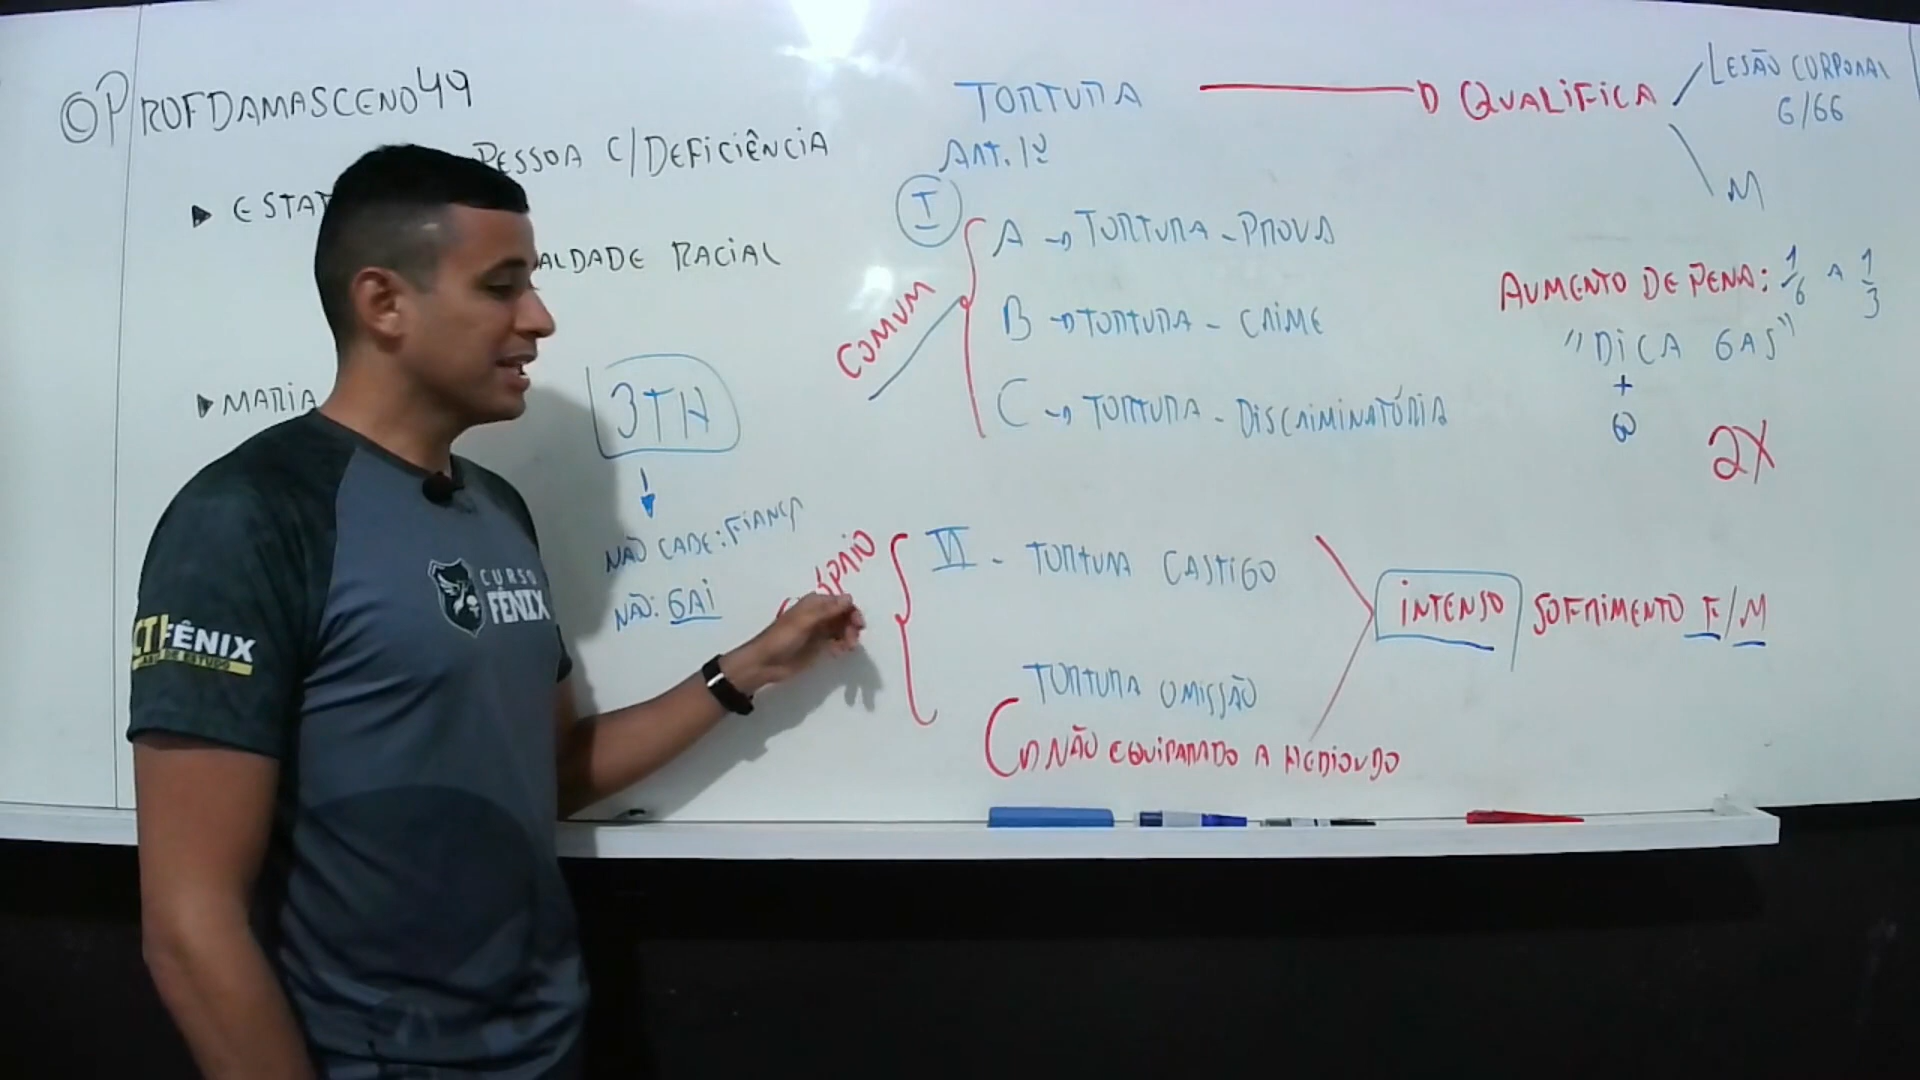 @PROFDAMASCENO49
PESSOA C/DEFICIÊNCIA
▶ ESTAT
ALDADE RACIAL
▶ MARIA
3TH
NÃO CABE: FIANÇA
NÃO: GAI
TORTURA
ART. 1º
QUALIFICA
LESÃO CORPORAL
G/GG
M
I
COMUM
A → TORTURA - PROVA
B → TORTURA - CRIME
C → TORTURA - DISCRIMINATÓRIA
AUMENTO DE PENA: 1/6 A 1/3
"DICA GAS"
+
60
2X
II - TORTURA CASTIGO
INTENSO SOFRIMENTO F/M
TORTURA OMISSÃO
NÃO EQUIPARADO A HEDIONDO
CURSO
FÊNIX
CT FÊNIX